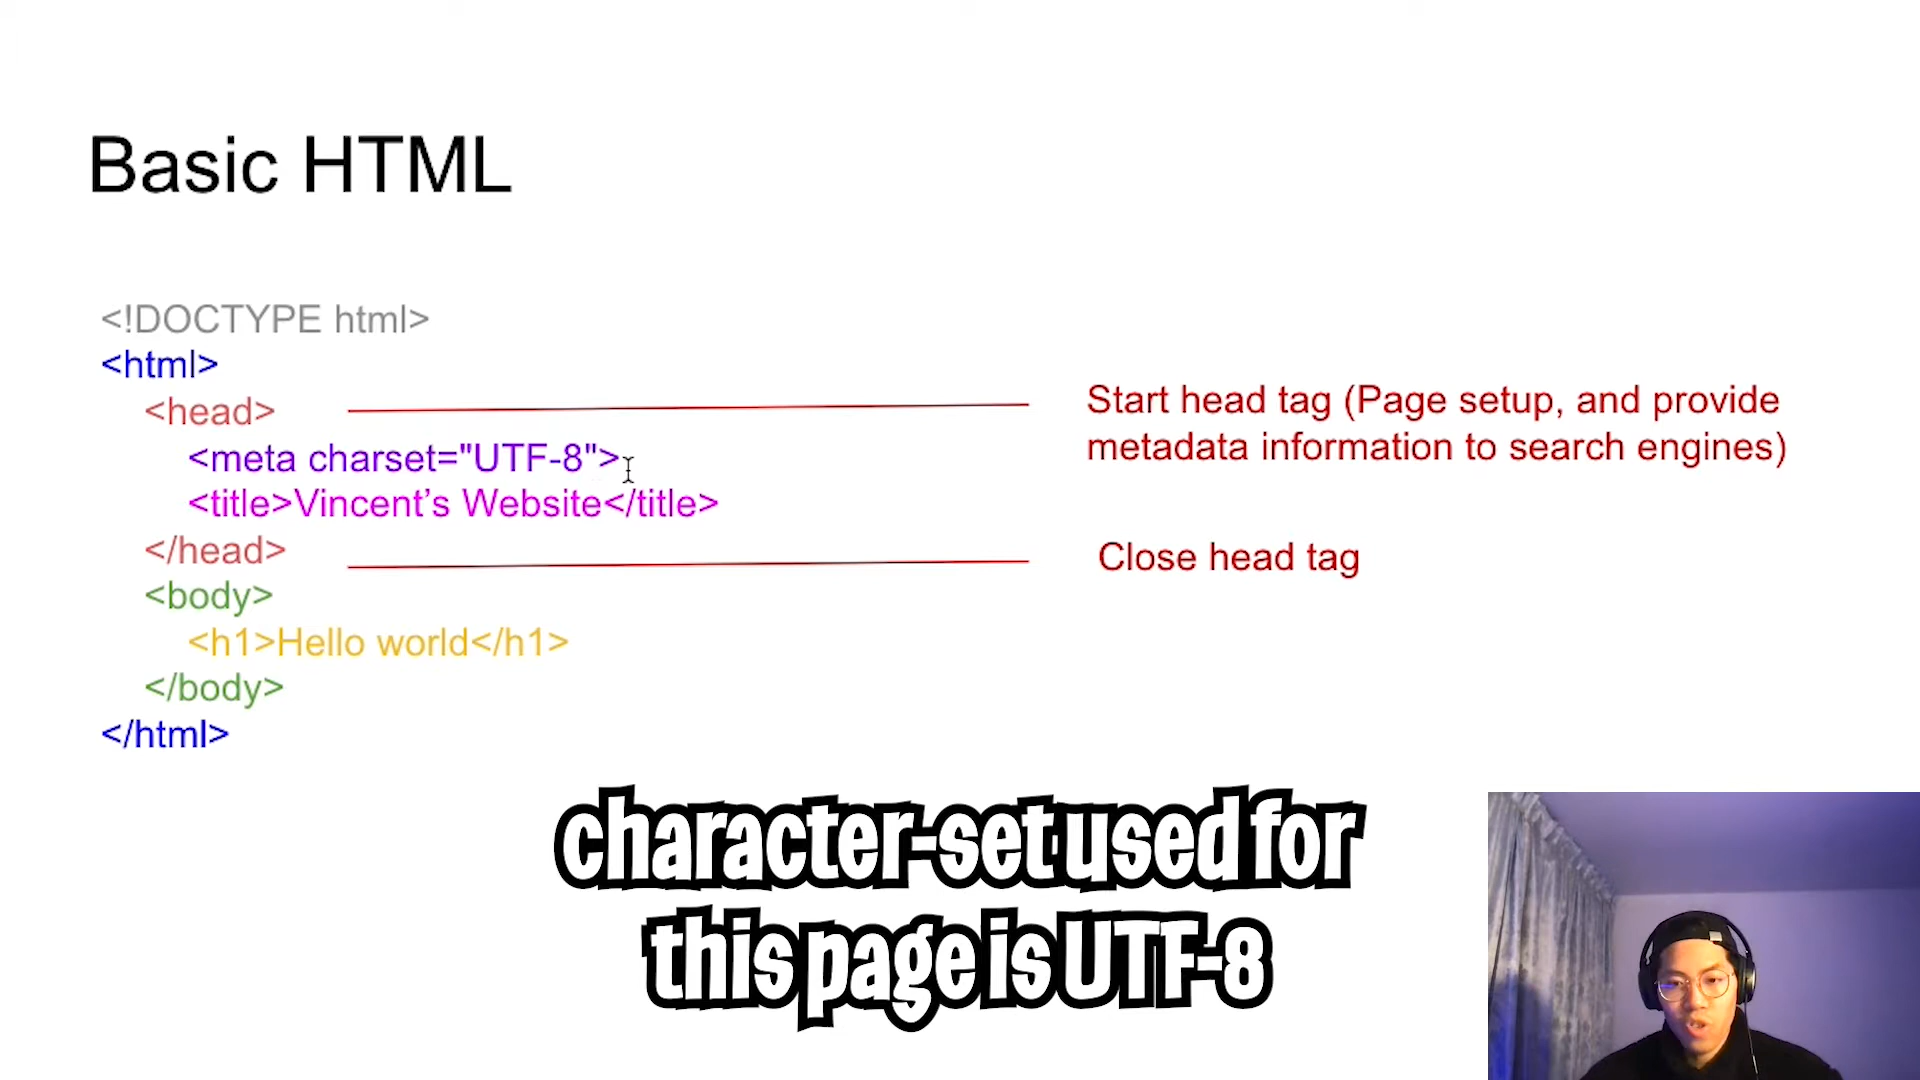 Basic HTML
<!DOCTYPE html>
<html>
<head>
<meta charset="UTF-8">
<title>Vincent’s Website</title>
</head>
<body>
<h1>Hello world</h1>
</body>
</html>
Start head tag (Page setup, and provide
metadata information to search engines)
Close head tag
character-set used for
this page is UTF-8